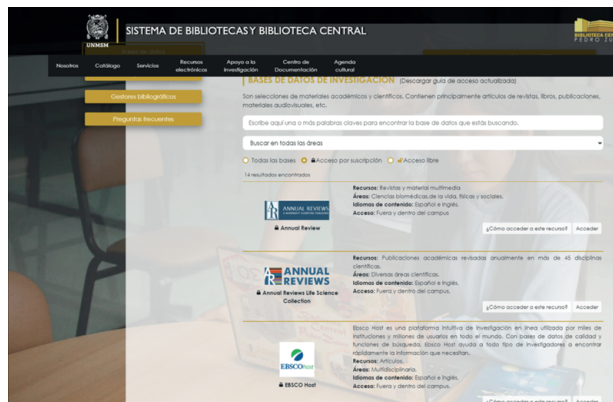 UNMSM
SISTEMA DE BIBLIOTECAS Y BIBLIOTECA CENTRAL
Nosotros
Catálogo
Servicios
Recursos
electrónicos
Apoyo a la
investigación
Centro de
Documentación
Agenda
cultural
BASES DE DATOS DE INVESTIGACIÓN (Descargar guía de acceso actualizada)
Gestores bibliográficos
Preguntas frecuentes
Son selecciones de materiales académicos y científicos. Contienen principalmente artículos de revistas, libros, publicaciones,
materiales audiovisuales, etc.
Escribe aquí una o más palabras claves para encontrar la base de datos que estás buscando.
Buscar en todas las áreas
Todas las bases Acceso por suscripción Acceso libre
14 resultados encontrados
ANNUAL REVIEWS
Annual Review
Recursos: Revistas y material multimedia
Áreas: Ciencias biomédicas,de la vida, físicas y sociales.
Idiomas de contenido: Español e Inglés.
Acceso: Fuera y dentro del campus
¿Cómo acceder a este recurso? Acceder
ANNUAL
REVIEWS
Annual Reviews Life Science
Collection
Recursos: Publicaciones académicas revisadas anualmente en más de 45 disciplinas
científicas.
Áreas: Diversas áreas científicas.
Idiomas de contenido: Español e Inglés.
Acceso: Fuera y dentro del campus.
¿Cómo acceder a este recurso? Acceder
EBSCOhost
EBSCO Host
Ebsco Host es una plataforma intuitiva de investigación en línea utilizada por miles de
instituciones y millones de usuarios en todo el mundo. Con bases de datos de calidad y
funciones de búsqueda, Ebsco Host ayuda a todo tipo de investigadores a encontrar
rápidamente la información que necesitan.
Recursos: Artículos.
Áreas: Multidisciplinaria.
Idiomas de contenido: Español e Inglés.
Acceso: Fuera y dentro del campus.
¿Cómo acceder a este recurso? Acceder